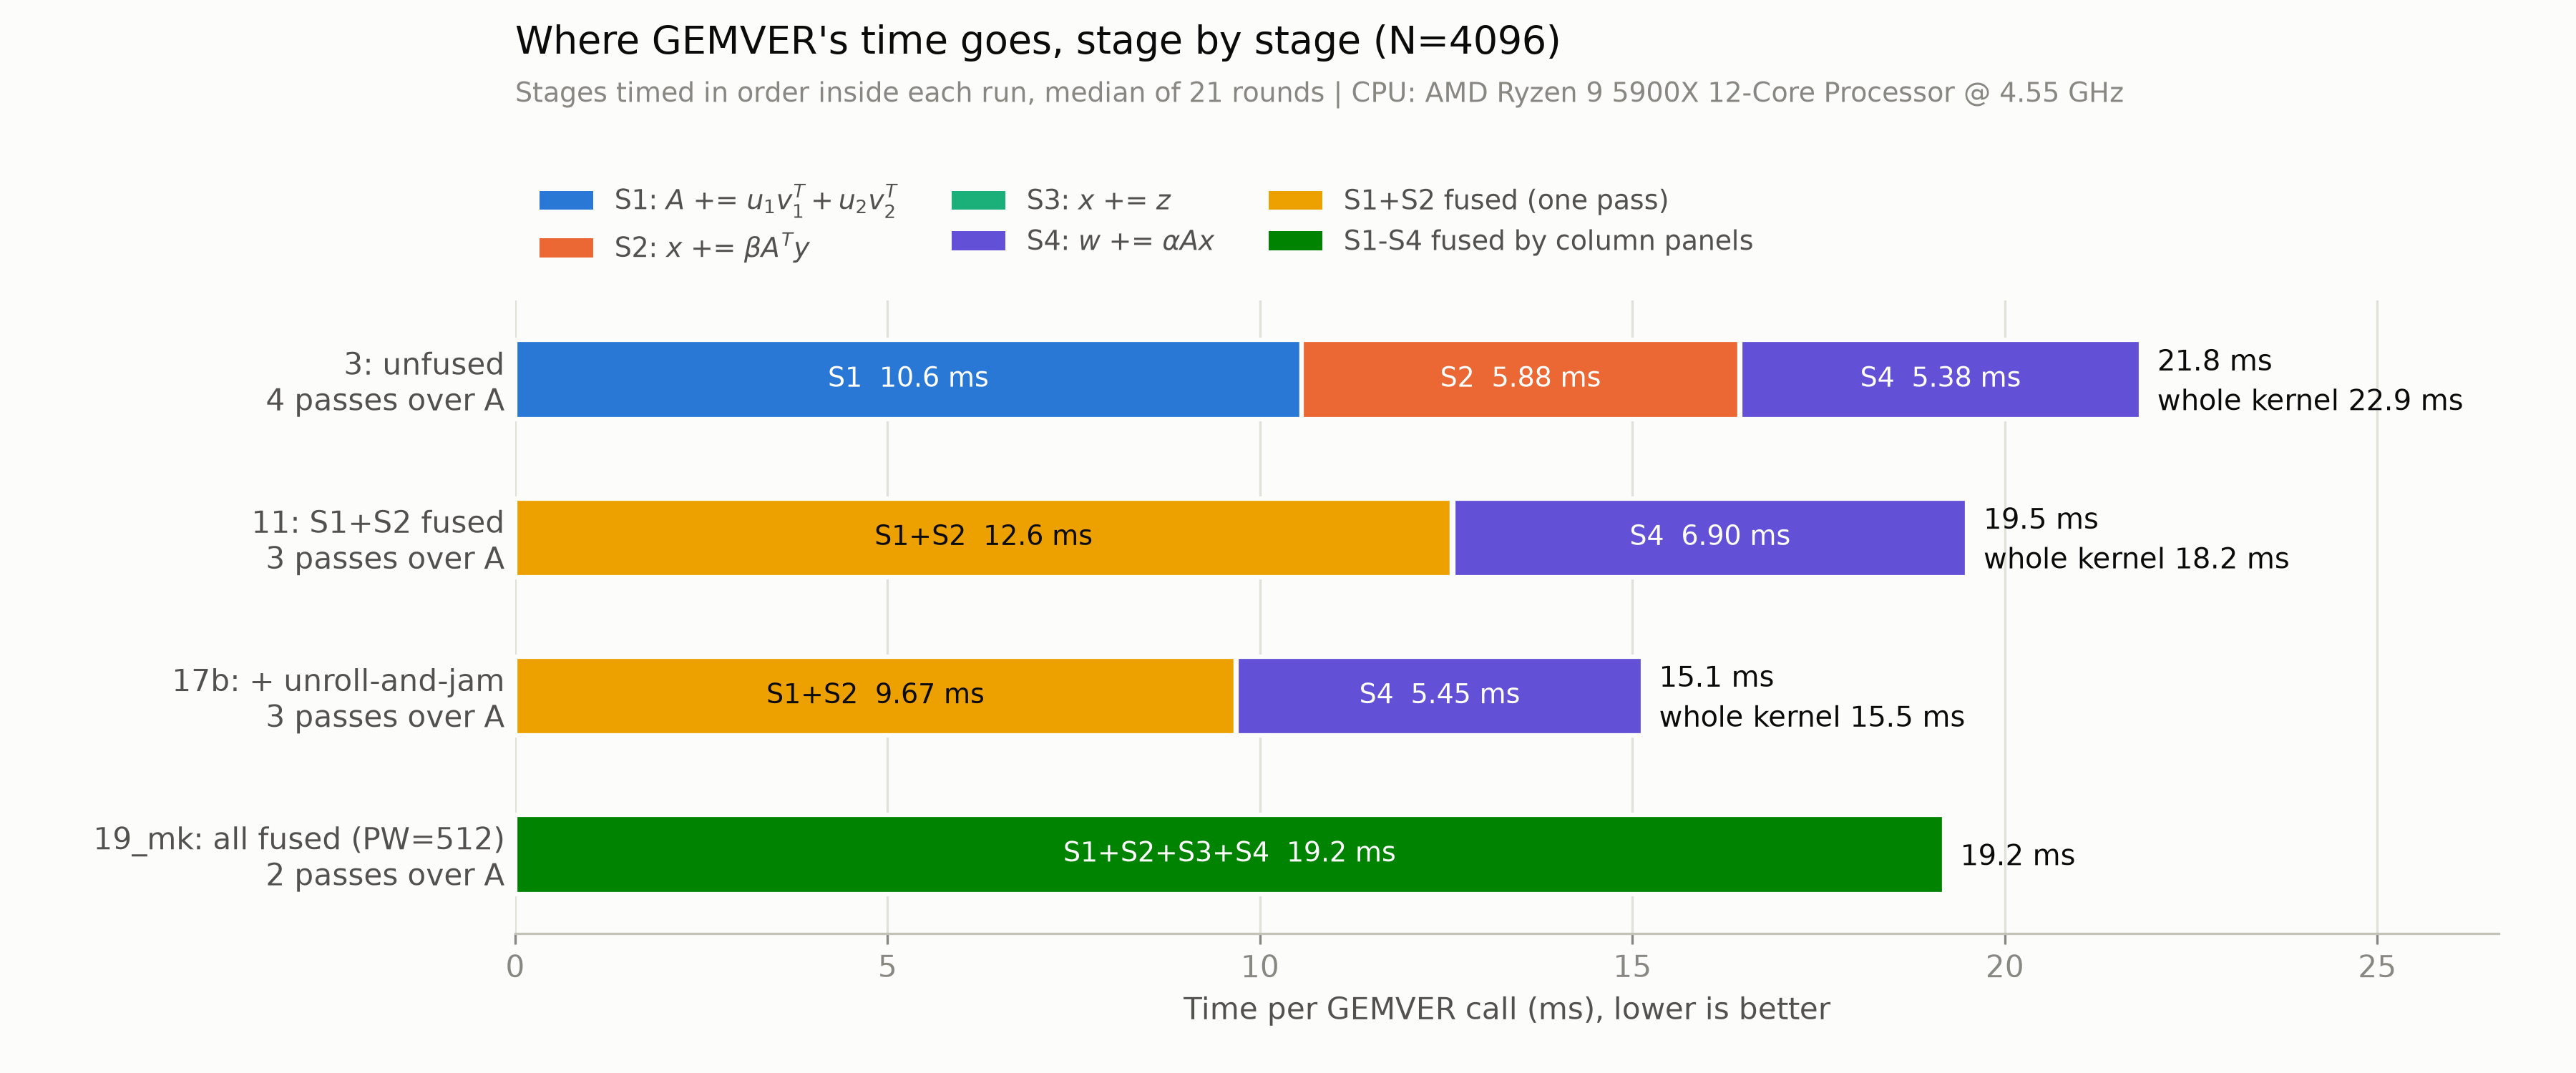 Where GEMVER's time goes, stage by stage (N=4096)
Stages timed in order inside each run, median of 21 rounds | CPU: AMD Ryzen 9 5900X 12-Core Processor @ 4.55 GHz
S1: A += u₁v₁ᵀ + u₂v₂ᵀ
S2: x += βAᵀy
S3: x += z
S4: w += αAx
S1+S2 fused (one pass)
S1-S4 fused by column panels
3: unfused
4 passes over A
S1 10.6 ms
S2 5.88 ms
S4 5.38 ms
21.8 ms
whole kernel 22.9 ms
11: S1+S2 fused
3 passes over A
S1+S2 12.6 ms
S4 6.90 ms
19.5 ms
whole kernel 18.2 ms
17b: + unroll-and-jam
3 passes over A
S1+S2 9.67 ms
S4 5.45 ms
15.1 ms
whole kernel 15.5 ms
19_mk: all fused (PW=512)
2 passes over A
S1+S2+S3+S4 19.2 ms
19.2 ms
0 5 10 15 20 25
Time per GEMVER call (ms), lower is better